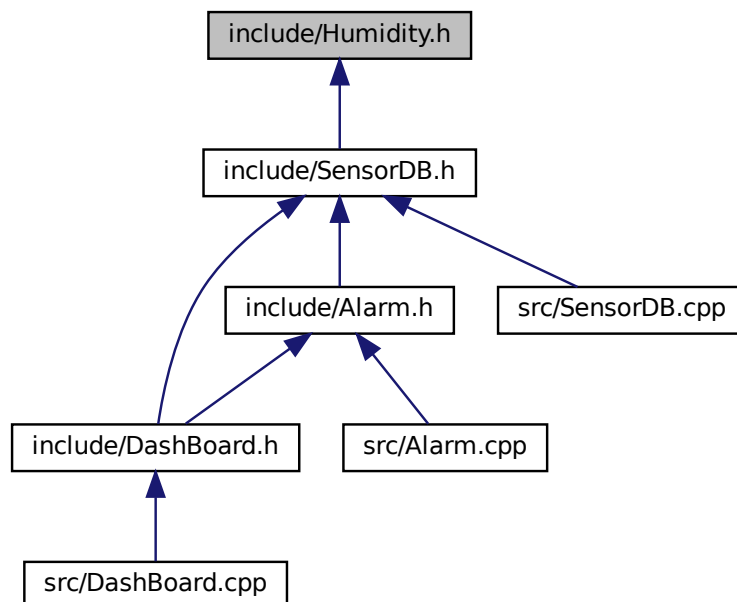 include/Humidity.h
include/SensorDB.h
include/Alarm.h
src/SensorDB.cpp
include/DashBoard.h
src/Alarm.cpp
src/DashBoard.cpp